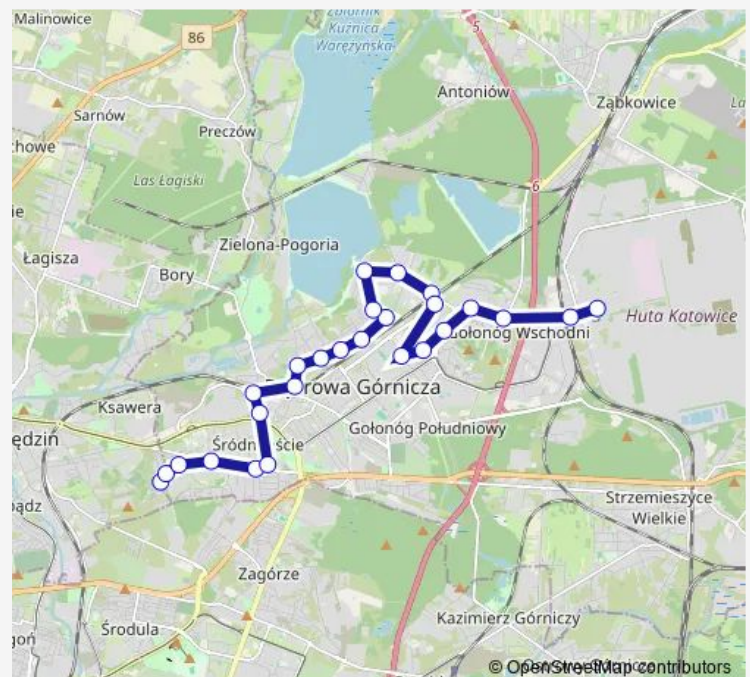 Malinowice
Zbiornik
Kuźnica
Warężyńska
86
5
Antoniów
Ząbkowice
Sarnów
Preczów
Las Łagiski
6
Zielona-Pogoria
Łagisza
Bory
Huta Katowice
Gołonóg Wschodni
Górnicza
Ksawera
Gołonóg Południowy
Strzemieszyce
Wielkie
Zagórze
Środula
Kazimierz Górniczy
© OpenStreetMap contributors